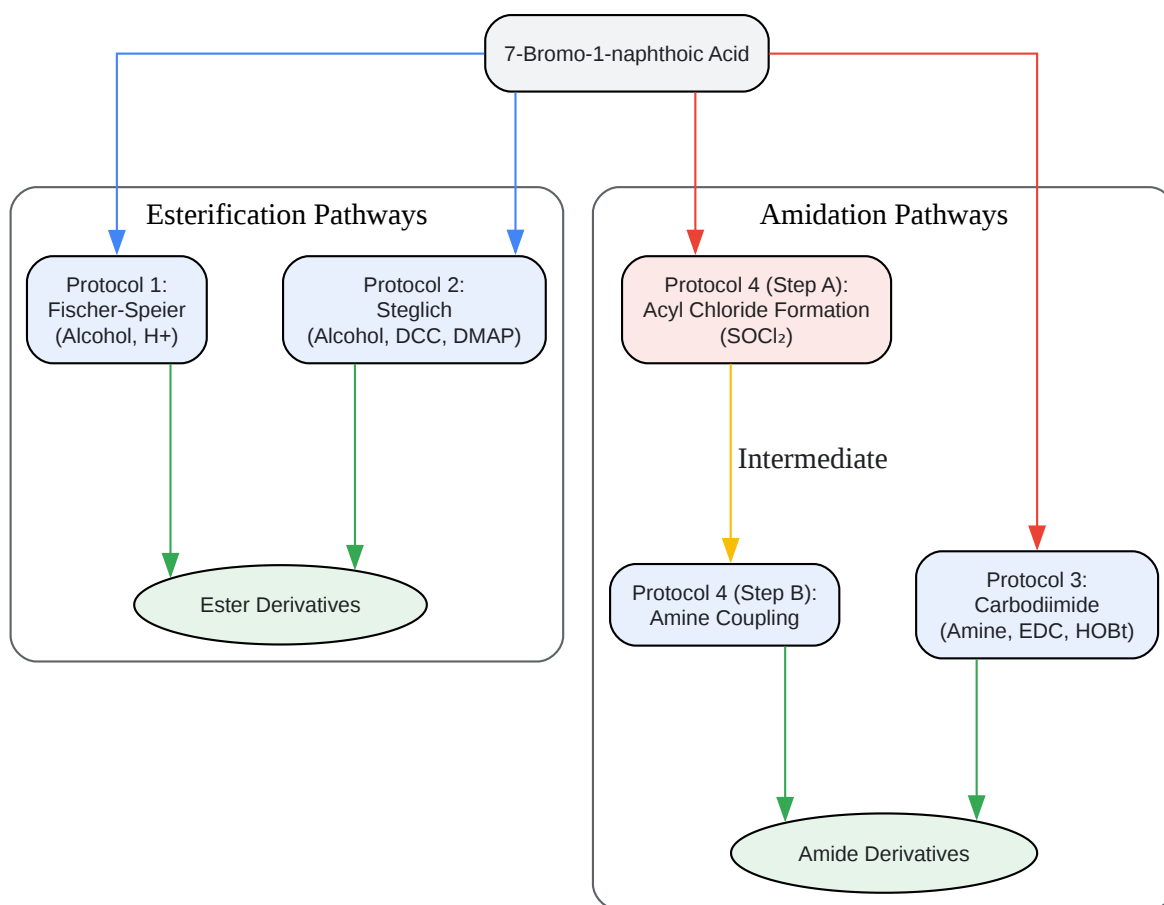 7-Bromo-1-naphthoic Acid
Esterification Pathways
Amidation Pathways
Protocol 1:
Fischer-Speier
(Alcohol, H+)
Protocol 2:
Steglich
(Alcohol, DCC, DMAP)
Protocol 4 (Step A):
Acyl Chloride Formation
(SOCl₂)
Intermediate
Protocol 4 (Step B):
Amine Coupling
Protocol 3:
Carbodiimide
(Amine, EDC, HOBt)
Ester Derivatives
Amide Derivatives